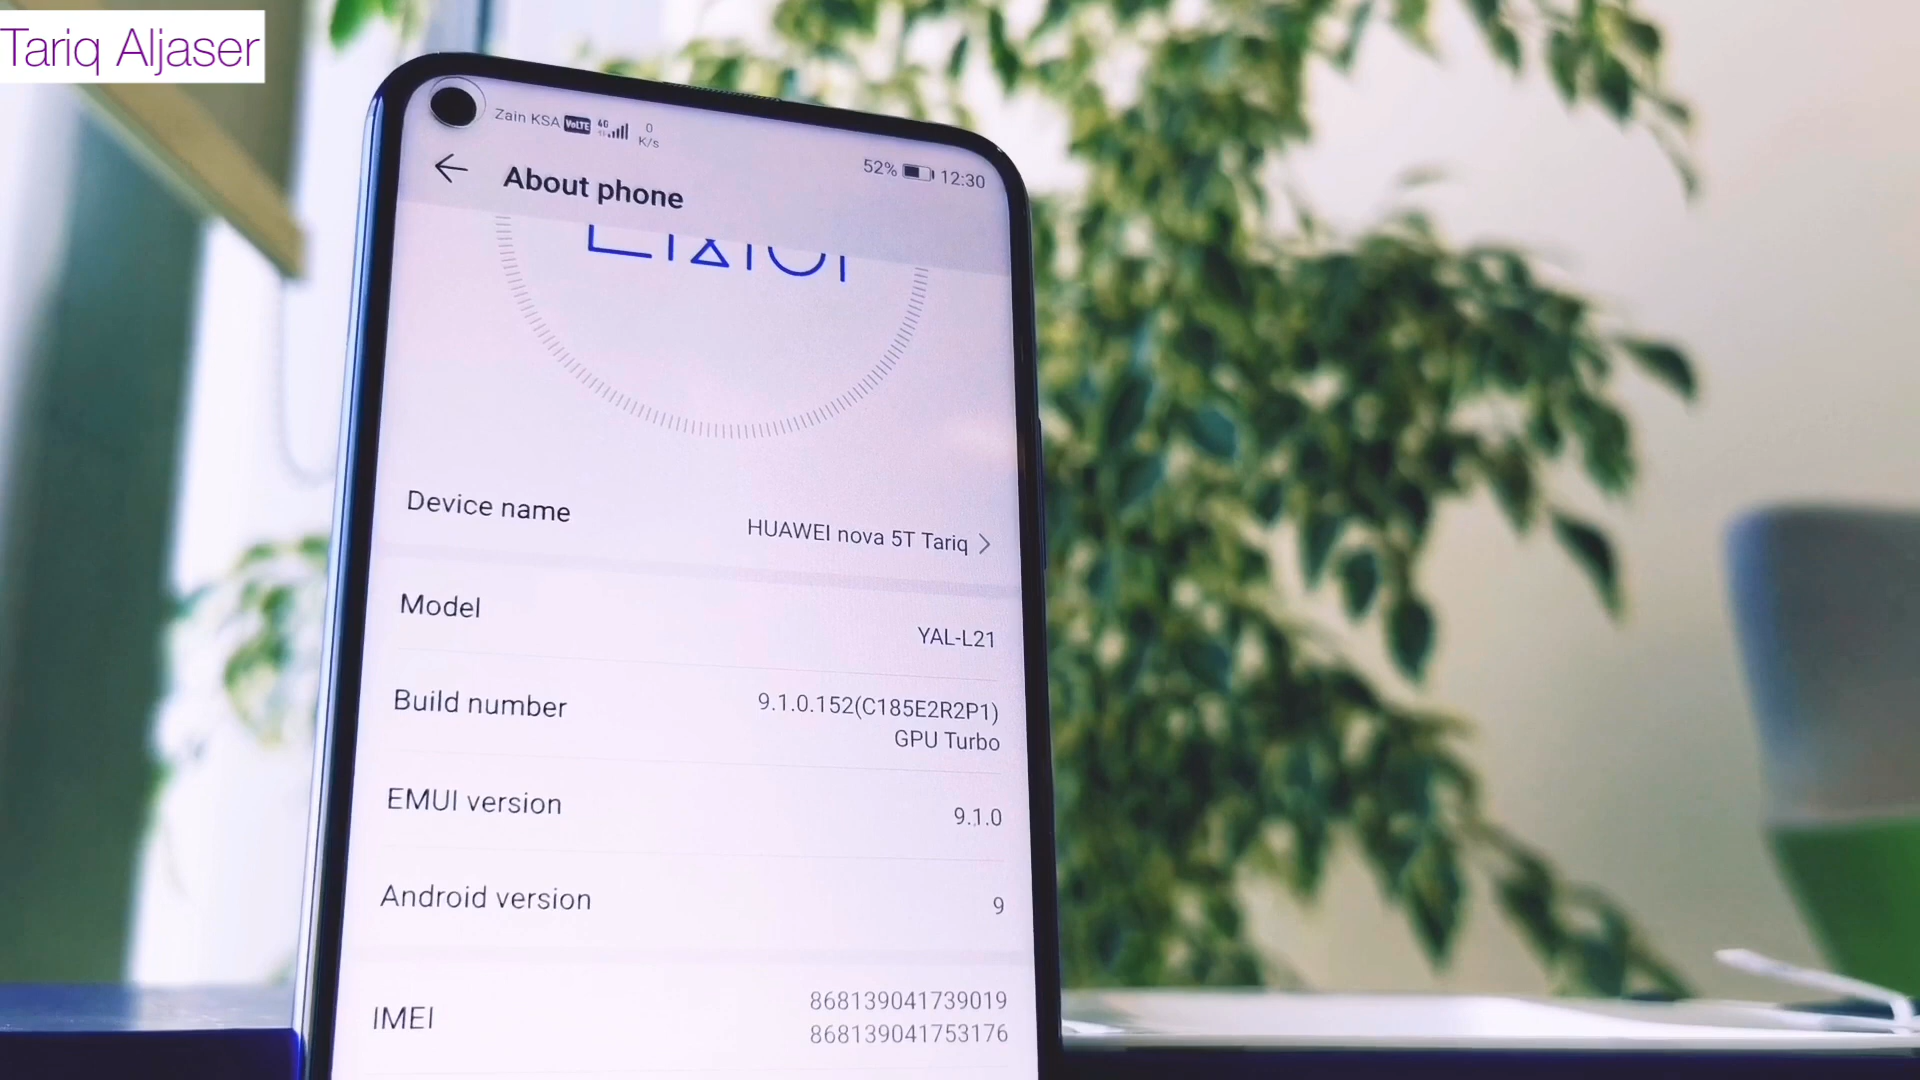 Tariq Aljaser
Zain KSA VoLTE 4G 0 K/s 52% 12:30
About phone
Device name HUAWEI nova 5T Tariq
Model YAL-L21
Build number 9.1.0.152(C185E2R2P1)
GPU Turbo
EMUI version 9.1.0
Android version 9
IMEI 868139041739019
868139041753176